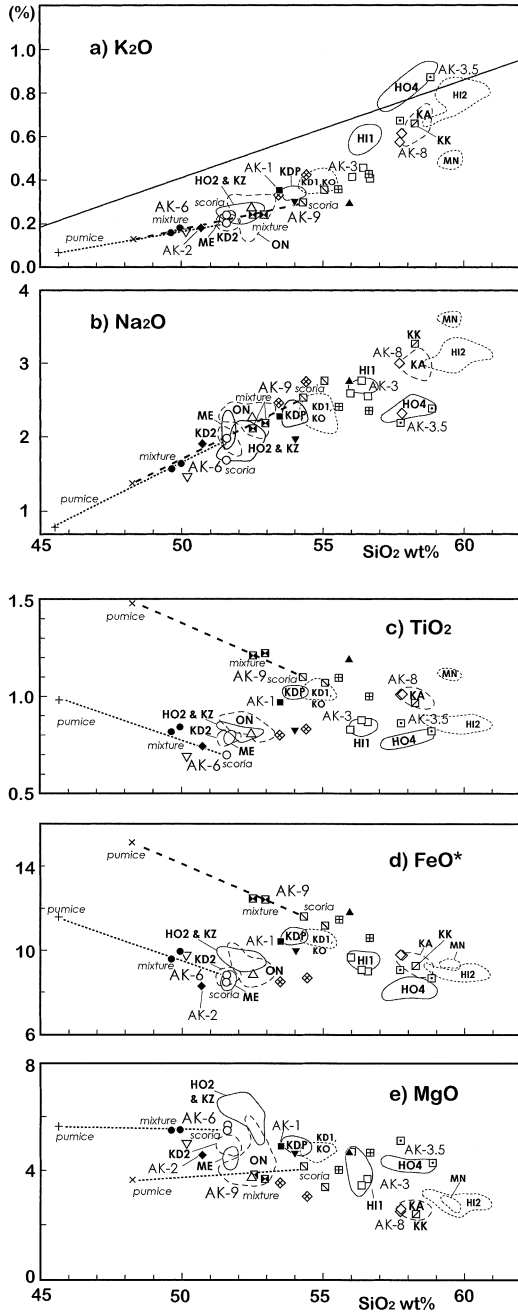 (%)
a) K2O
1.0
0.8
0.6
0.4
0.2
0.0
AK-3.5
HO4
HI2
KA
HI1
KK
AK-8
MN
AK-1
KDP
AK-3
HO2 & KZ
KD1, KO
AK-6
scoria
mixture
AK-9
pumice
ME
KD2
mixture
AK-2
ON
4
3
2
1
b) Na2O
MN
KK
AK-8
HI2
HI1
KA
AK-9 scoria
AK-3
mixture
ON
ME
KDP
KD1,
KO
HO4
KD2
AK-3.5
HO2 & KZ
mixture
AK-6
scoria
pumice
45
50
55
60
SiO2 wt%
1.5
1.0
0.5
c) TiO2
pumice
mixture
AK-9
scoria
AK-8
MN
KDP
KD1
KO
KA
AK-1
pumice
HO2 & KZ
ON
AK-3
AK-3.5
KD2
HI2
mixture
ME
HI1
HO4
AK-6
scoria
14
10
6
d) FeO*
pumice
AK-9
mixture
scoria
pumice
HO2 & KZ
AK-1
KDP
KD1
KO
KA
KK
MN
KD2
mixture
ON
HI1
HI2
AK-6
scoria
ME
HO4
AK-2
8
6
4
2
0
e) MgO
HO2
& KZ
mixture
AK-6
AK-1
pumice
scoria
KDP
KD1,
KO
KD2
AK-3.5
AK-2
ME
ON
HO4
MN
AK-3
pumice
AK-9
mixture
HI1
KA
HI2
AK-8
KK
45
50
55
60
SiO2 wt%